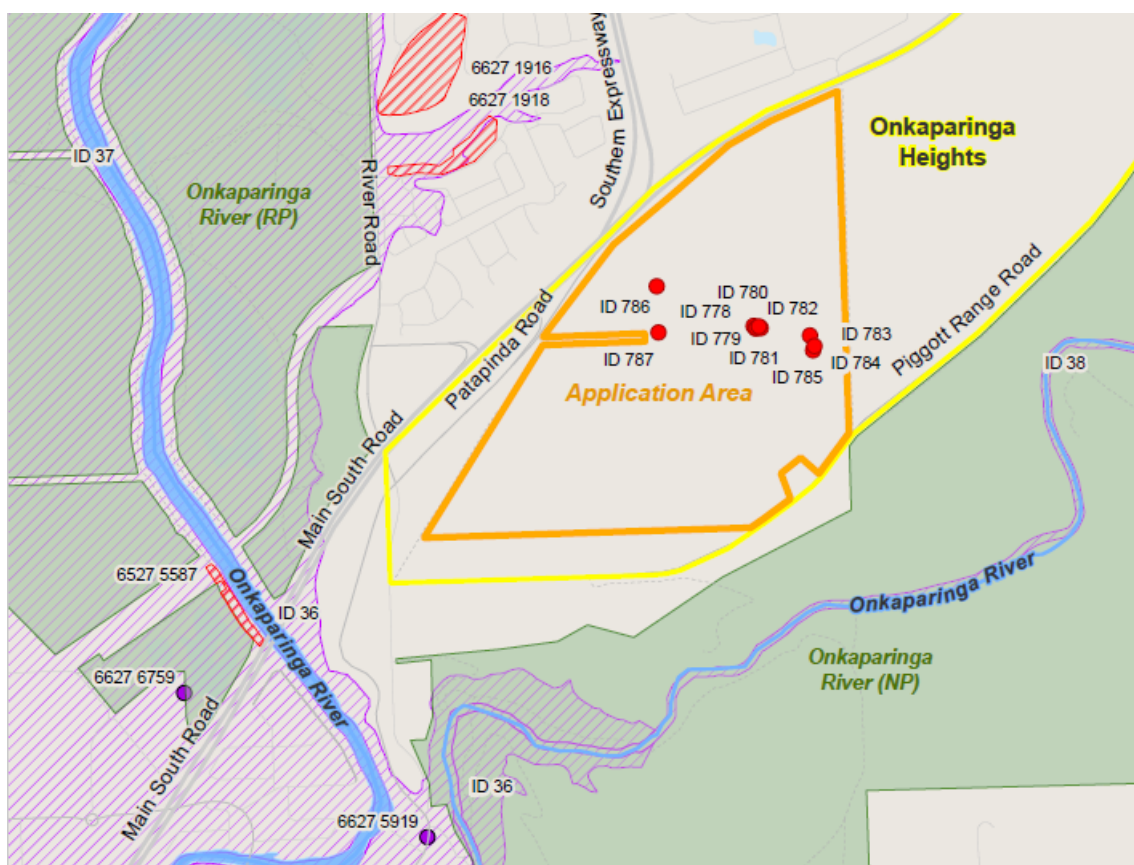 6627 1916
6627 1918
Southern Expressway
Onkaparinga
Heights
ID 37
Onkaparinga
River (RP)
River Road
Patapinda Road
ID 786
ID 778
ID 780
ID 782
ID 779
ID 781
ID 783
ID 784
ID 785
ID 787
Application Area
Piggott Range Road
ID 38
Main South Road
6527 5587
ID 36
Onkaparinga River
Onkaparinga River
Onkaparinga
River (NP)
6627 6759
Main South Road
ID 36
6627 5919